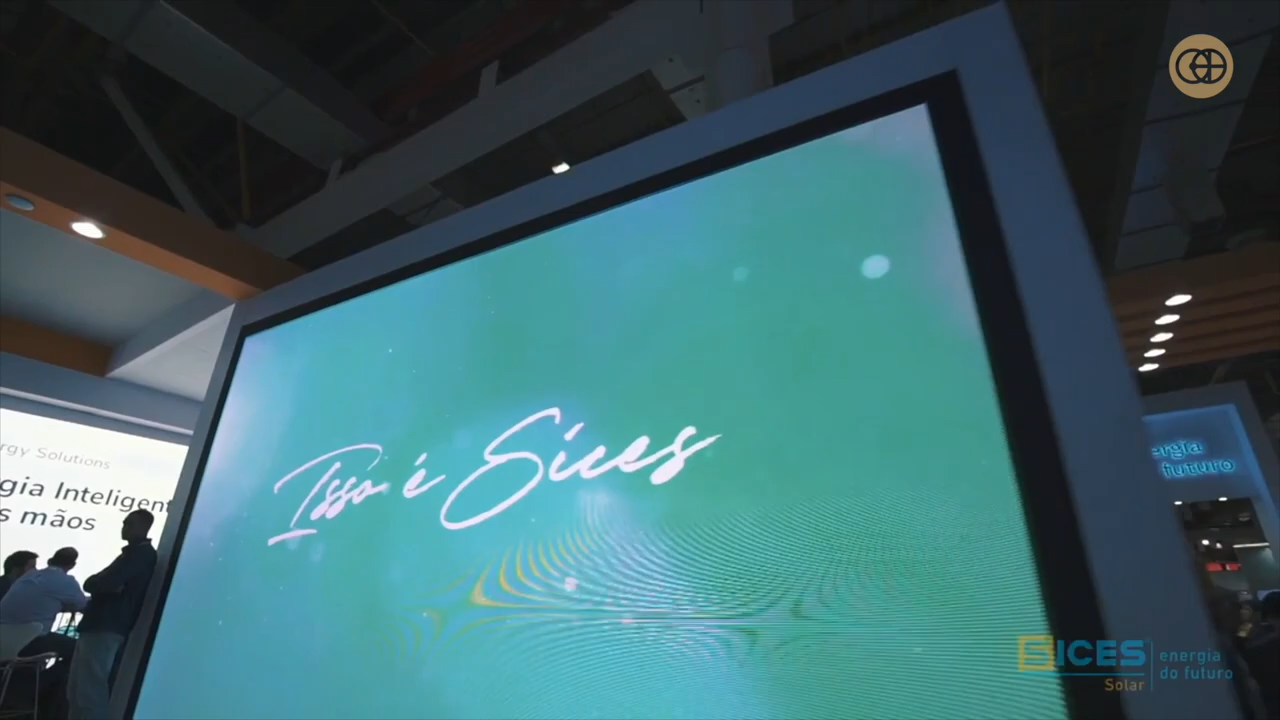 Isso é Sices
rgy Solutions
gia Inteligent
s mãos
ergia
futuro
SICES
Solar
energia
do futuro